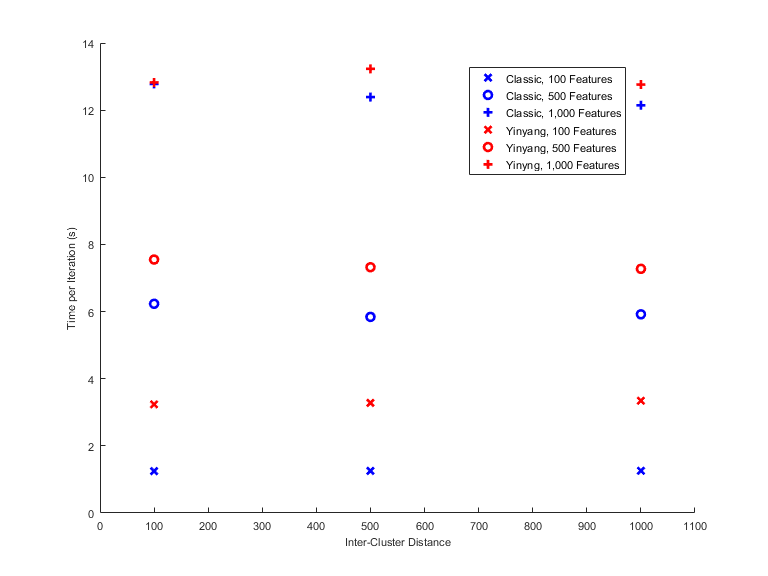 14
12
10
8
6
4
2
0
Time per Iteration (s)
Classic, 100 Features
Classic, 500 Features
Classic, 1,000 Features
Yinyang, 100 Features
Yinyang, 500 Features
Yinyng, 1,000 Features
0 100 200 300 400 500 600 700 800 900 1000 1100
Inter-Cluster Distance